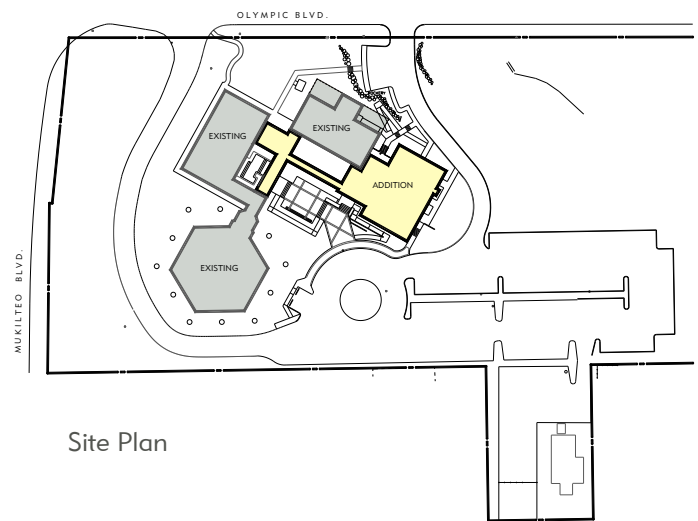 OLYMPIC BLVD.
EXISTING
EXISTING
ADDITION
EXISTING
MUKILTEO BLVD.
Site Plan